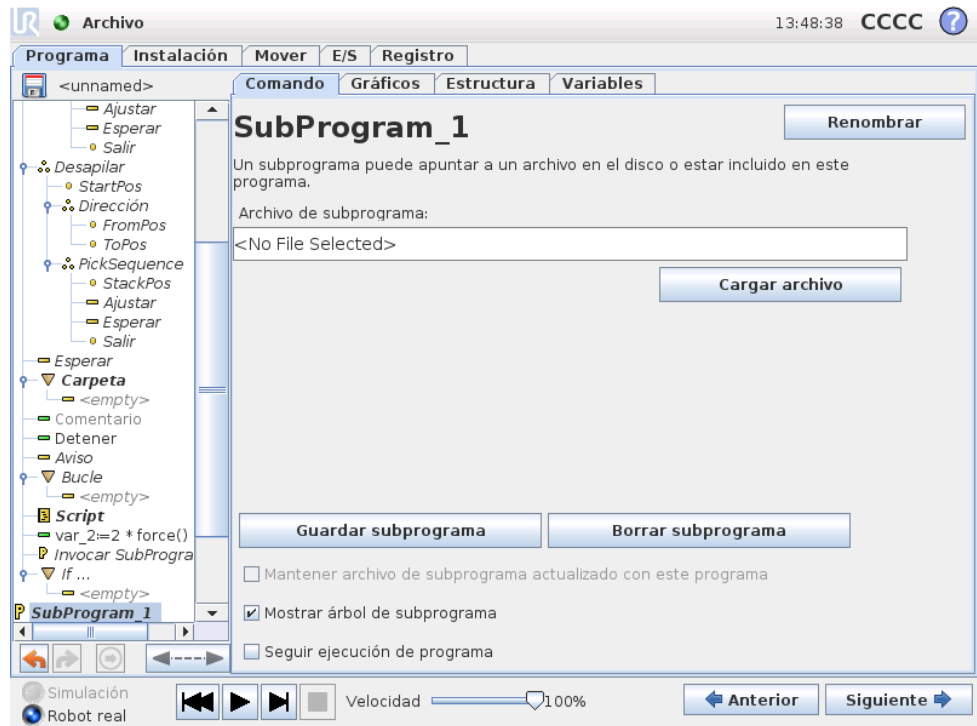 UR Archivo 13:48:38 CCCC ?
Programa Instalación Mover E/S Registro
<unnamed>
Comando Gráficos Estructura Variables
Ajustar
Esperar
Salir
Desapilar
StartPos
Dirección
FromPos
ToPos
PickSequence
StackPos
Ajustar
Esperar
Salir
Esperar
Carpeta
<empty>
Comentario
Detener
Aviso
Bucle
<empty>
Script
var_2:=2 * force()
Invocar SubProgra
If ...
<empty>
SubProgram_1
SubProgram_1
Renombrar
Un subprograma puede apuntar a un archivo en el disco o estar incluido en este
programa.
Archivo de subprograma:
<No File Selected>
Cargar archivo
Guardar subprograma Borrar subprograma
Mantener archivo de subprograma actualizado con este programa
Mostrar árbol de subprograma
Seguir ejecución de programa
Simulación
Robot real
Velocidad 100%
Anterior Siguiente